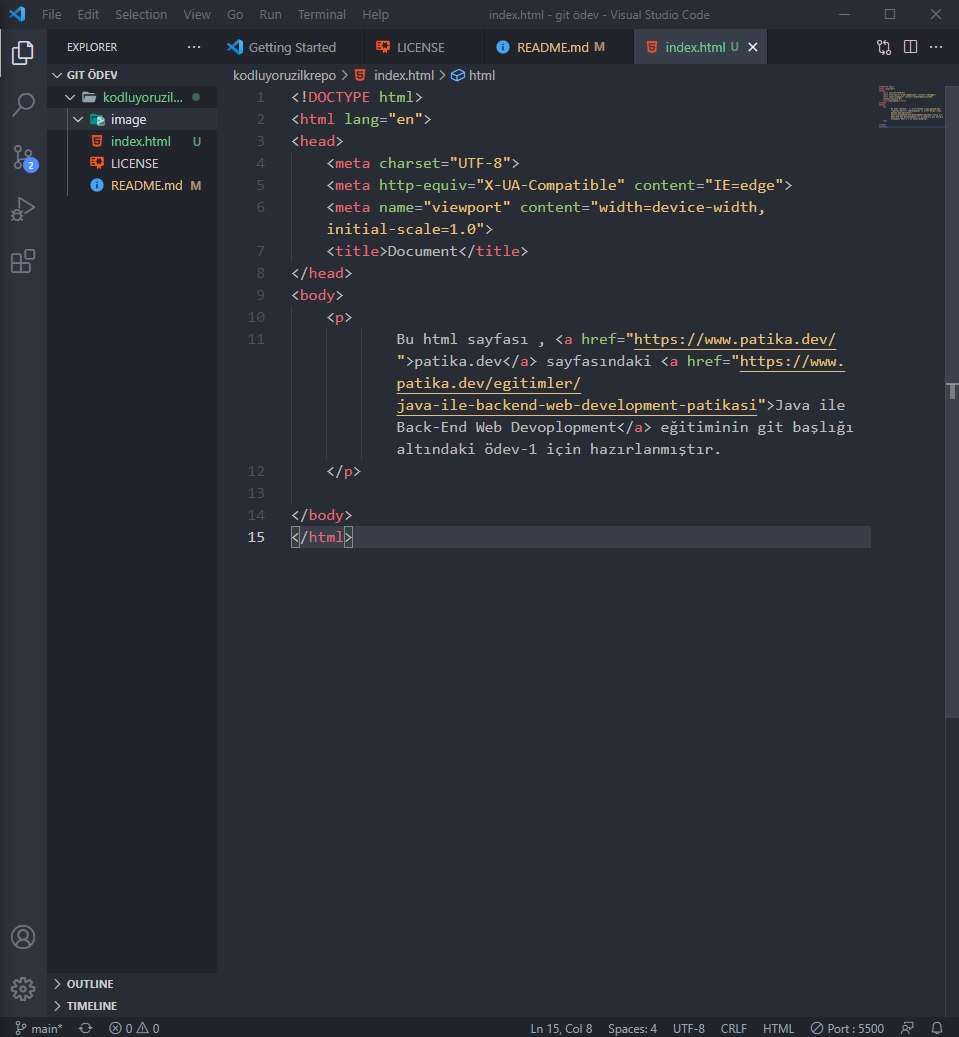 File Edit Selection View Go Run Terminal Help index.html - git ödev - Visual Studio Code
EXPLORER
Getting Started LICENSE README.md M index.html U
GIT ÖDEV
kodluyoruzilkrepo > index.html > html
kodluyoruzil...
image
index.html U
LICENSE
README.md M
2
1 <!DOCTYPE html>
2 <html lang="en">
3 <head>
4 <meta charset="UTF-8">
5 <meta http-equiv="X-UA-Compatible" content="IE=edge">
6 <meta name="viewport" content="width=device-width,
initial-scale=1.0">
7 <title>Document</title>
8 </head>
9 <body>
10 <p>
11 Bu html sayfası , <a href="https://www.patika.dev/
">patika.dev</a> sayfasındaki <a href="https://www.
patika.dev/egitimler/
java-ile-backend-web-development-patikasi">Java ile
Back-End Web Devoplopment</a> eğitiminin git başlığı
altındaki ödev-1 için hazırlanmıştır.
12 </p>
13
14 </body>
15 </html>
OUTLINE
TIMELINE
main* 0 0 Ln 15, Col 8 Spaces: 4 UTF-8 CRLF HTML Port : 5500